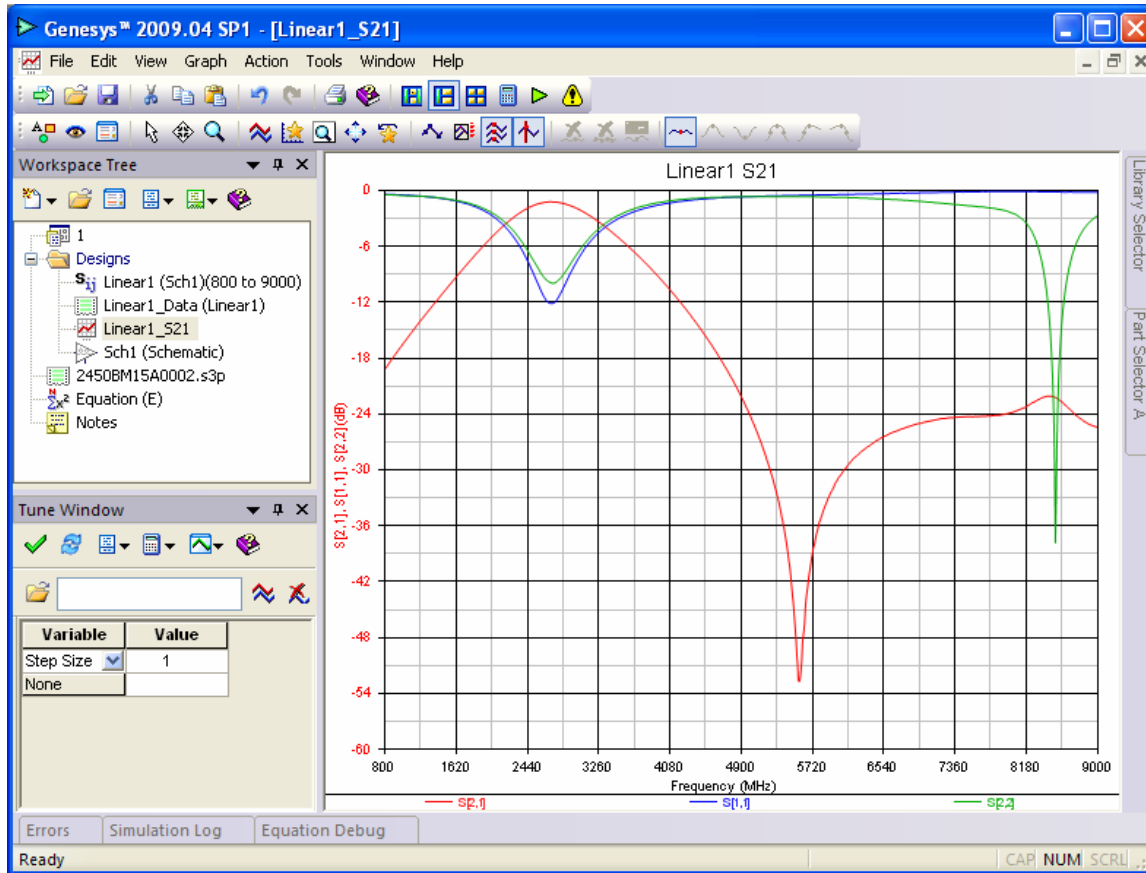 Genesys™ 2009.04 SP1 - [Linear1_S21]
File Edit View Graph Action Tools Window Help
Workspace Tree
1
Designs
Sij Linear1 (Sch1)(800 to 9000)
Linear1_Data (Linear1)
Linear1_S21
Sch1 (Schematic)
2450BM15A0002.s3p
Equation (E)
Notes
Tune Window
Variable Value
Step Size 1
None
Linear1 S21
S[2,1], S[1,1], S[2,2](dB)
0
-6
-12
-18
-24
-30
-36
-42
-48
-54
-60
800 1620 2440 3260 4080 4900 5720 6540 7360 8180 9000
Frequency (MHz)
S[2,1] S[1,1] S[2,2]
Library Selector
Part Selector A
Errors Simulation Log Equation Debug
Ready CAP NUM SCRL